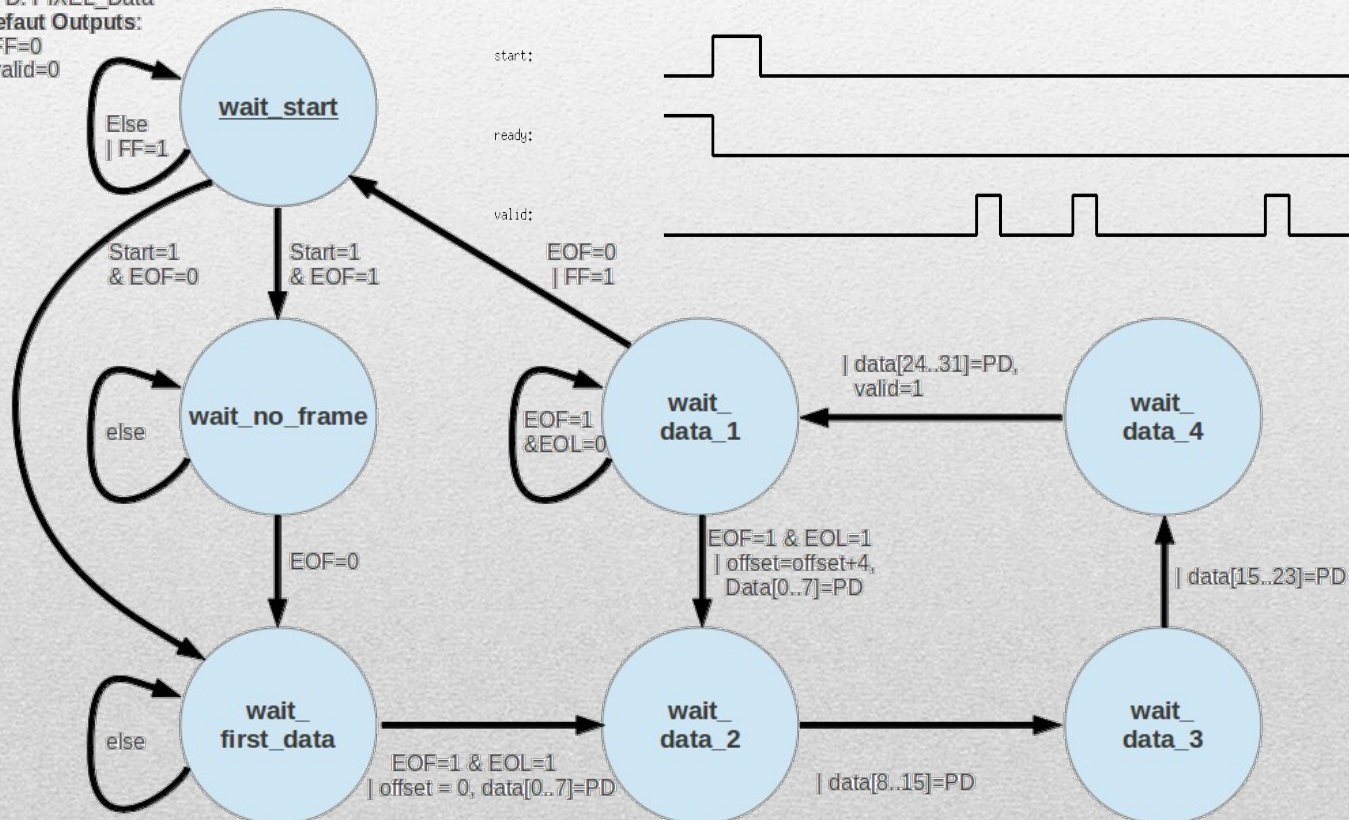 PIXEL_Data
efaut Outputs:
FF=0
valid=0
wait_start
Else
| FF=1
start:
ready:
valid:
Start=1
& EOF=0
Start=1
& EOF=1
EOF=0
| FF=1
wait_no_frame
else
EOF=1
&EOL=0
wait_
data_1
| data[24..31]=PD,
valid=1
wait_
data_4
EOF=0
EOF=1 & EOL=1
| offset=offset+4,
Data[0..7]=PD
| data[15..23]=PD
wait_
first_data
else
EOF=1 & EOL=1
| offset = 0, data[0..7]=PD
wait_
data_2
| data[8..15]=PD
wait_
data_3